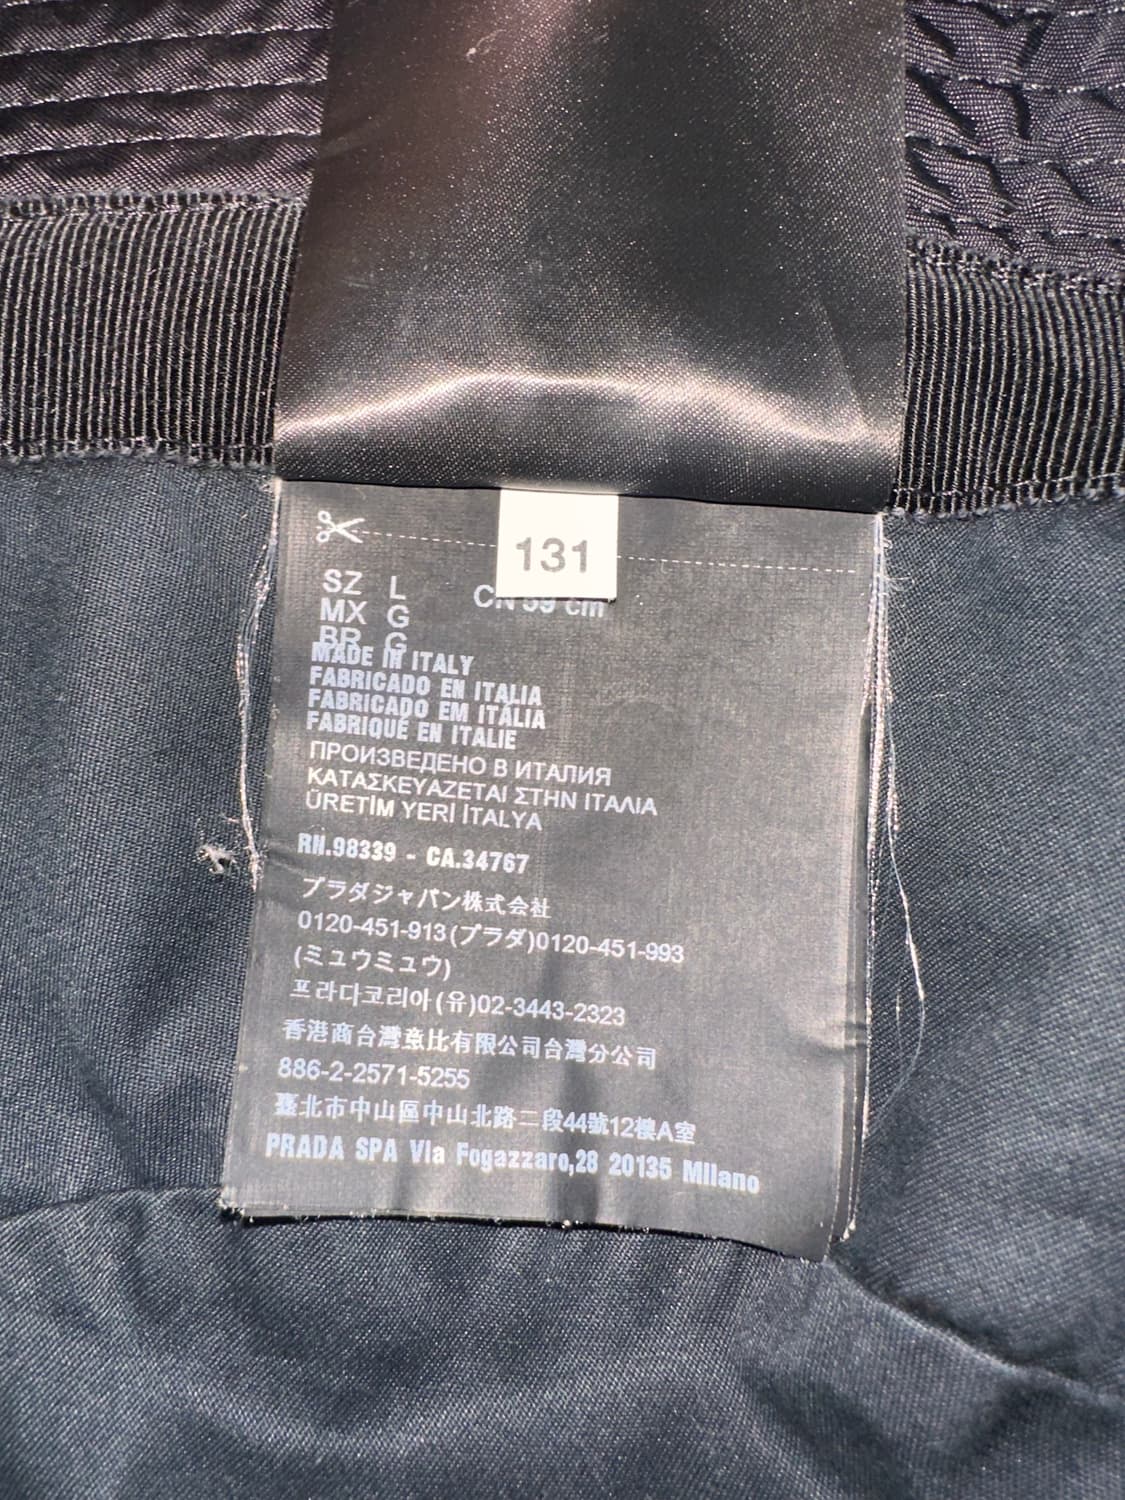 131
SZ L CN 59 cm
MX G
BR G
MADE IN ITALY
FABRICADO EN ITALIA
FABRICADO EM ITÁLIA
FABRIQUÉ EN ITALIE
ПРОИЗВЕДЕНО В ИТАЛИЯ
ΚΑΤΑΣΚΕΥΑΖΕΤΑΙ ΣΤΗΝ ΙΤΑΛΙΑ
ÜRETİM YERİ İTALYA
RN.98339 - CA.34767
プラダジャパン株式会社
0120-451-913(プラダ)0120-451-993
(ミュウミュウ)
프라다코리아(유)02-3443-2323
香港商台灣意比有限公司台灣分公司
886-2-2571-5255
臺北市中山區中山北路二段44號12樓A室
PRADA SPA Via Fogazzaro,28 20135 Milano